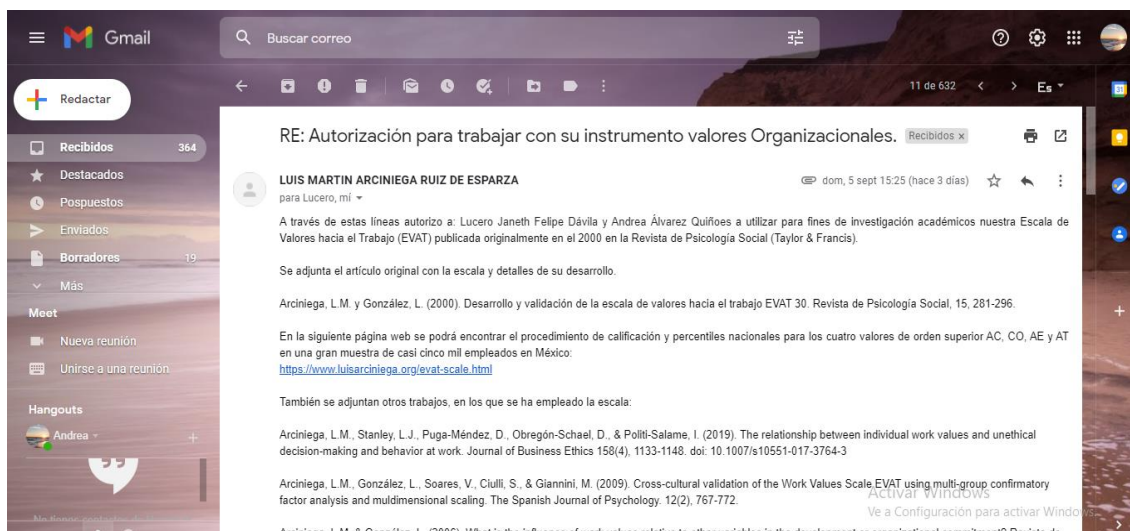 Gmail
Buscar correo
Redactar
11 de 632
Es
Recibidos 364
Destacados
Pospuestos
Enviados
Borradores 19
Más
Meet
Nueva reunión
Unirse a una reunión
Hangouts
Andrea
RE: Autorización para trabajar con su instrumento valores Organizacionales. Recibidos x
LUIS MARTIN ARCINIEGA RUIZ DE ESPARZA
dom, 5 sept 15:25 (hace 3 días)
para Lucero, mí
A través de estas líneas autorizo a: Lucero Janeth Felipe Dávila y Andrea Álvarez Quiñoes a utilizar para fines de investigación académicos nuestra Escala de
Valores hacia el Trabajo (EVAT) publicada originalmente en el 2000 en la Revista de Psicología Social (Taylor & Francis).
Se adjunta el artículo original con la escala y detalles de su desarrollo.
Arciniega, L.M. y González, L. (2000). Desarrollo y validación de la escala de valores hacia el trabajo EVAT 30. Revista de Psicología Social, 15, 281-296.
En la siguiente página web se podrá encontrar el procedimiento de calificación y percentiles nacionales para los cuatro valores de orden superior AC, CO, AE y AT
en una gran muestra de casi cinco mil empleados en México:
https://www.luisarciniega.org/evat-scale.html
También se adjuntan otros trabajos, en los que se ha empleado la escala:
Arciniega, L.M., Stanley, L.J., Puga-Méndez, D., Obregón-Schael, D., & Politi-Salame, I. (2019). The relationship between individual work values and unethical
decision-making and behavior at work. Journal of Business Ethics 158(4), 1133-1148. doi: 10.1007/s10551-017-3764-3
Arciniega, L.M., González, L., Soares, V., Ciulli, S., & Giannini, M. (2009). Cross-cultural validation of the Work Values Scale EVAT using multi-group confirmatory
factor analysis and muldimensional scaling. The Spanish Journal of Psychology. 12(2), 767-772.
Activar Windows
Ve a Configuración para activar Windows.